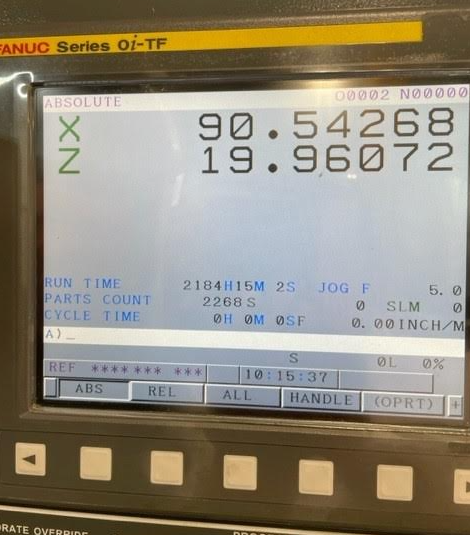 FANUC Series 0i-TF
ABSOLUTE O0002 N00000
X 90.54268
Z 19.96072
RUN TIME 2184H15M 2S JOG F 5.0
PARTS COUNT 2268S 0 SLM 0
CYCLE TIME 0H 0M 0SF 0.00INCH/M
A)_
S 0L 0%
REF **** *** ***
10:15:37
ABS REL ALL HANDLE (OPRT) +
RATE OVERRIDE